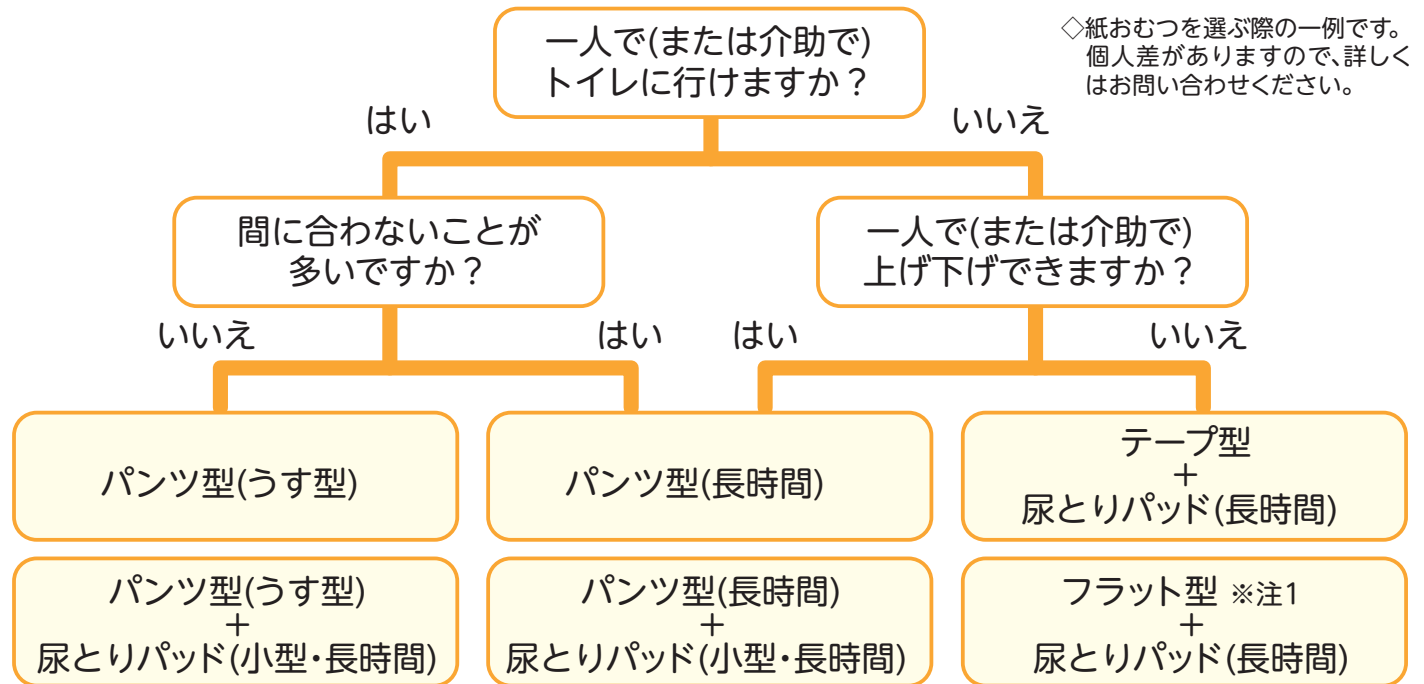 一人で(または介助で)
トイレに行けますか？
◇紙おむつを選ぶ際の一例です。
個人差がありますので、詳しく
はお問い合わせください。
はい
いいえ
間に合わないことが
多いですか？
一人で(または介助で)
上げ下げできますか？
いいえ
はい
はい
いいえ
パンツ型(うす型)
パンツ型(長時間)
テープ型
＋
尿とりパッド(長時間)
パンツ型(うす型)
＋
尿とりパッド(小型・長時間)
パンツ型(長時間)
＋
尿とりパッド(小型・長時間)
フラット型 ※注1
＋
尿とりパッド(長時間)